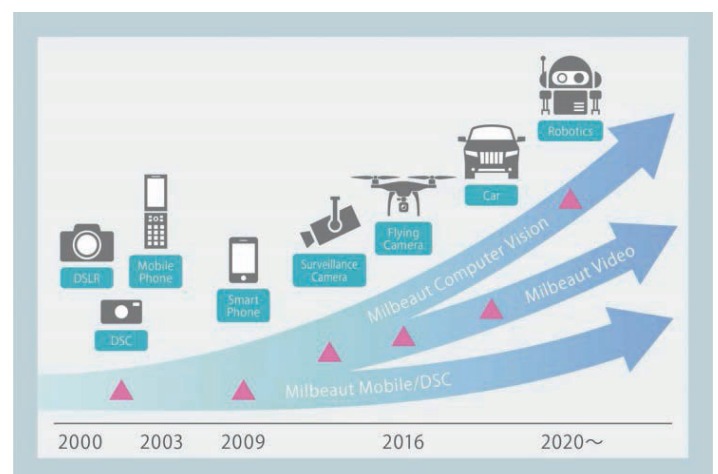 Robotics
Car
Flying
Camera
Surveillance
Camera
Mobile
Phone
DSLR
Smart
Phone
DSC
Milbeaut Computer Vision
Milbeaut Video
Milbeaut Mobile/DSC
2000
2003
2009
2016
2020～